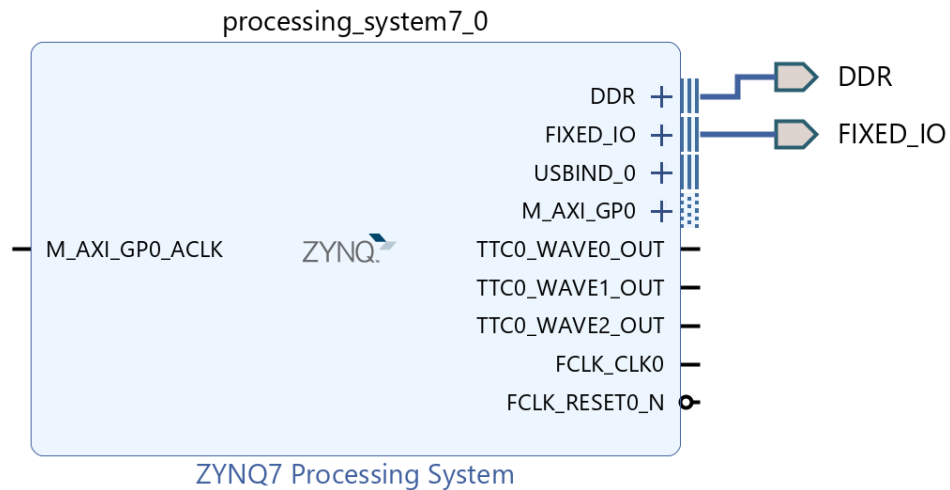 processing_system7_0
DDR
DDR
FIXED_IO
FIXED_IO
USBIND_0
M_AXI_GP0
M_AXI_GP0_ACLK
ZYNQ
TTC0_WAVE0_OUT
TTC0_WAVE1_OUT
TTC0_WAVE2_OUT
FCLK_CLK0
FCLK_RESET0_N
ZYNQ7 Processing System